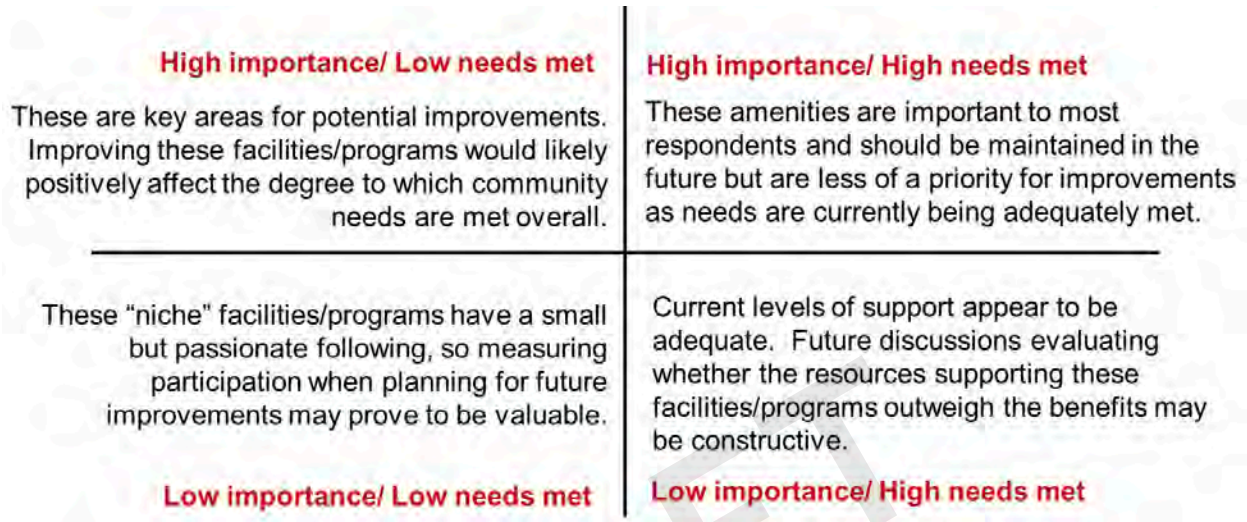 High importance/ Low needs met
These are key areas for potential improvements.
Improving these facilities/programs would likely
positively affect the degree to which community
needs are met overall.
High importance/ High needs met
These amenities are important to most
respondents and should be maintained in the
future but are less of a priority for improvements
as needs are currently being adequately met.
These “niche” facilities/programs have a small
but passionate following, so measuring
participation when planning for future
improvements may prove to be valuable.
Low importance/ Low needs met
Current levels of support appear to be
adequate.  Future discussions evaluating
whether the resources supporting these
facilities/programs outweigh the benefits may
be constructive.
Low importance/ High needs met